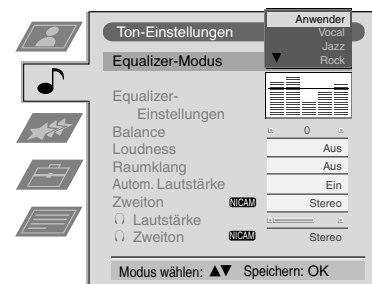 Ton-Einstellungen
Anwender
Vocal
Jazz
Rock
Equalizer-Modus
Equalizer-
Einstellungen
Balance 0
Loudness Aus
Raumklang Aus
Autom. Lautstärke Ein
Zweiton NICAM Stereo
Lautstärke
Zweiton NICAM Stereo
Modus wählen: ▲▼ Speichern: OK